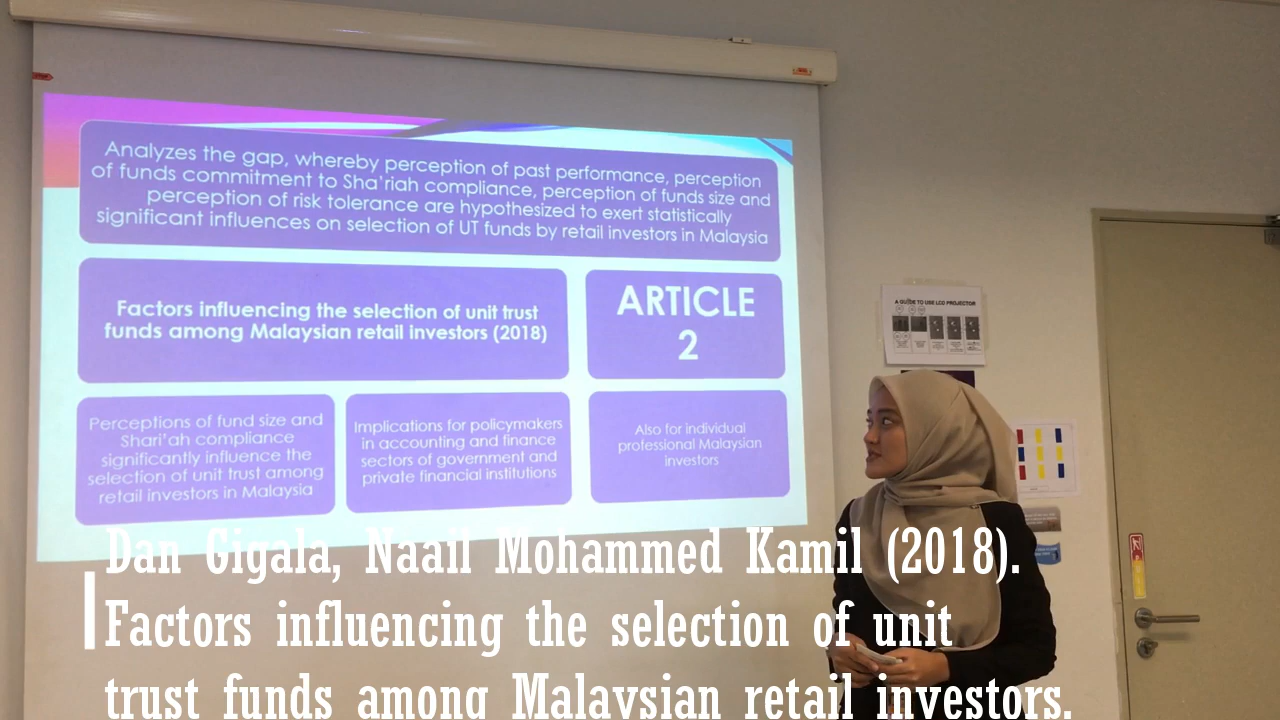 Analyzes the gap, whereby perception of past performance, perception
of funds commitment to Sha'riah compliance, perception of funds size and
perception of risk tolerance are hypothesized to exert statistically
significant influences on selection of UT funds by retail investors in Malaysia
Factors influencing the selection of unit trust
funds among Malaysian retail investors (2018)
ARTICLE
2
Perceptions of fund size and
Shari'ah compliance
significantly influence the
selection of unit trust among
retail investors in Malaysia
Implications for policymakers
in accounting and finance
sectors of government and
private financial institutions
Also for individual
professional Malaysian
investors
A GUIDE TO USE LCD PROJECTOR
Dan Gigala, Naail Mohammed Kamil (2018).
Factors influencing the selection of unit
trust funds among Malaysian retail investors.